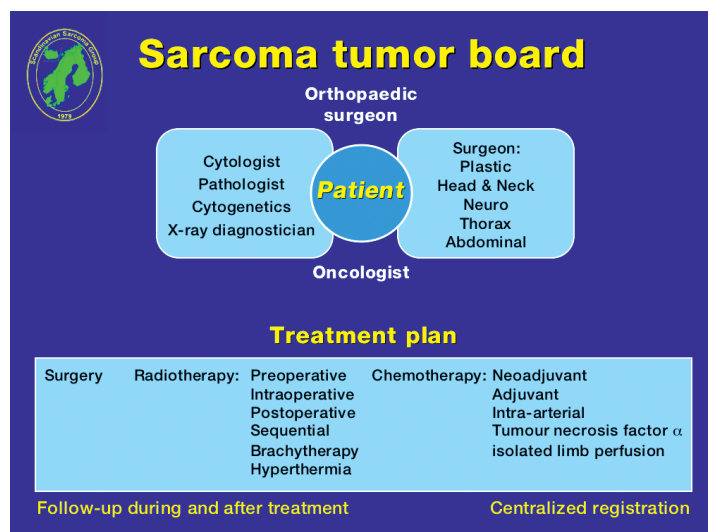 Scandinavian Sarcoma Group
1979
Sarcoma tumor board
Orthopaedic
surgeon
Cytologist
Pathologist
Cytogenetics
X-ray diagnostician
Patient
Surgeon:
Plastic
Head & Neck
Neuro
Thorax
Abdominal
Oncologist
Treatment plan
Surgery
Radiotherapy: Preoperative
Intraoperative
Postoperative
Sequential
Brachytherapy
Hyperthermia
Chemotherapy: Neoadjuvant
Adjuvant
Intra-arterial
Tumour necrosis factor α
isolated limb perfusion
Follow-up during and after treatment
Centralized registration